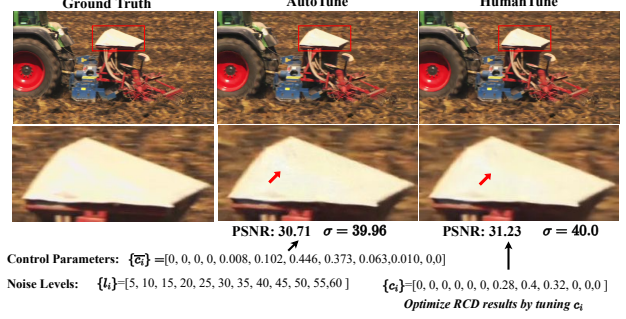 Ground Truth
AutoTune
HumanTune
PSNR: 30.71 σ = 39.96
PSNR: 31.23 σ = 40.0
Control Parameters: {c̅ᵢ} =[0, 0, 0, 0, 0.008, 0.102, 0.446, 0.373, 0.063,0.010, 0,0]
Noise Levels: {lᵢ}=[5, 10, 15, 20, 25, 30, 35, 40, 45, 50, 55,60 ]
{cᵢ}=[0, 0, 0, 0, 0, 0, 0.28, 0.4, 0.32, 0, 0,0 ]
Optimize RCD results by tuning cᵢ